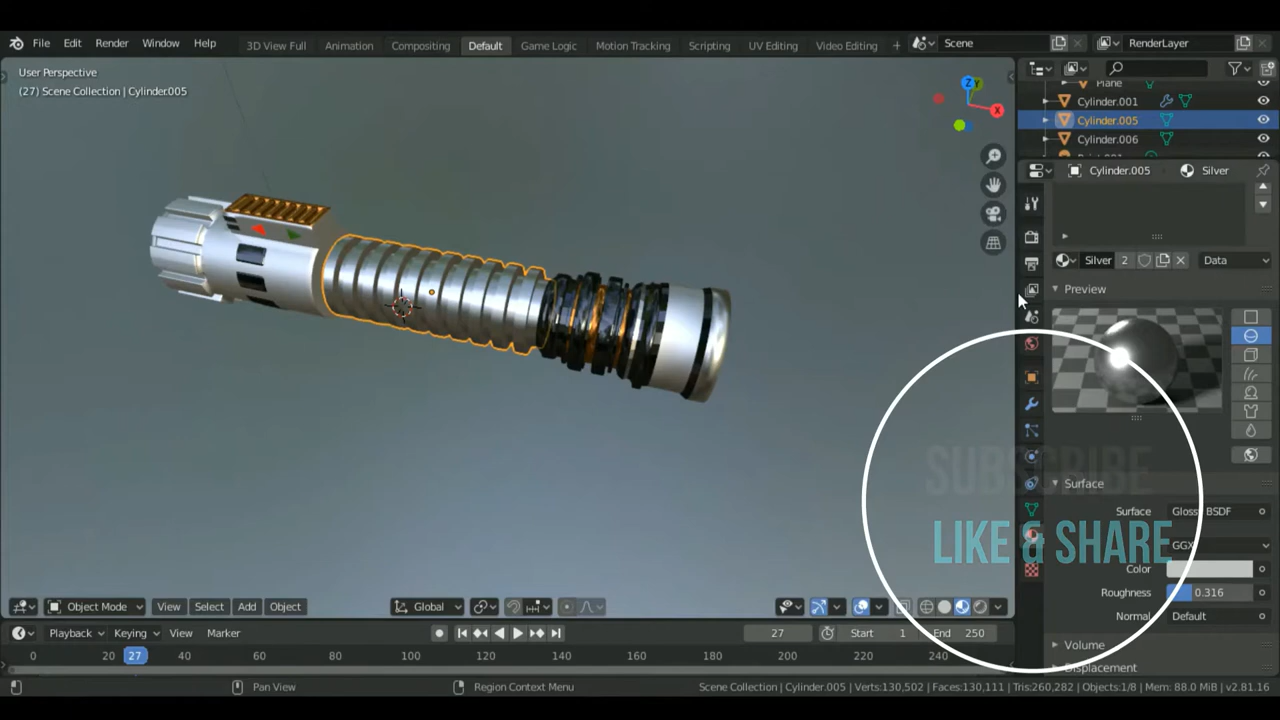 File Edit Render Window Help
3D View Full Animation Compositing Default Game Logic Motion Tracking Scripting UV Editing Video Editing +
Scene RenderLayer
User Perspective
(27) Scene Collection | Cylinder.005
Z Y X
Plane
Cylinder.001
Cylinder.005
Cylinder.006
Cylinder.005 Silver
Silver 2 Data
Preview
SUBSCRIBE
LIKE & SHARE
Surface
Surface Gloss BSDF
GGX
Color
Roughness 0.316
Normal Default
Volume
Displacement
Object Mode View Select Add Object Global
Playback Keying View Marker 27 Start 1 End 250
0 20 27 40 60 80 100 120 140 160 180 200 220 240
Pan View Region Context Menu Scene Collection | Cylinder.005 | Verts:130,502 | Faces:130,111 | Tris:260,282 | Objects:1/8 | Mem: 88.0 MiB | v2.81.16